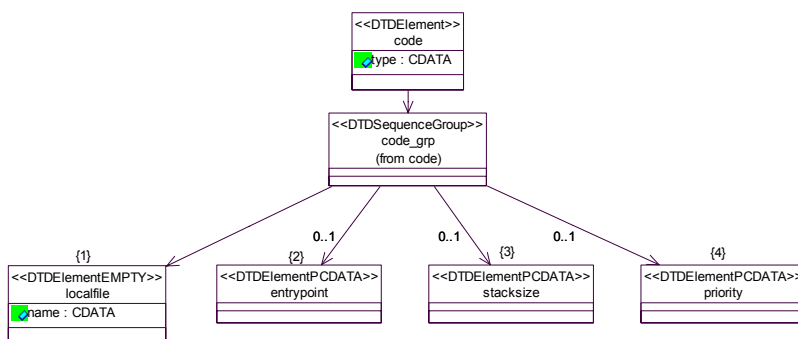 <<DTDElement>>
code
type : CDATA
<<DTDSequenceGroup>>
code_grp
(from code)
{1}
0..1
{2}
0..1
{3}
0..1
{4}
<<DTDElementEMPTY>>
localfile
name : CDATA
<<DTDElementPCDATA>>
entrypoint
<<DTDElementPCDATA>>
stacksize
<<DTDElementPCDATA>>
priority